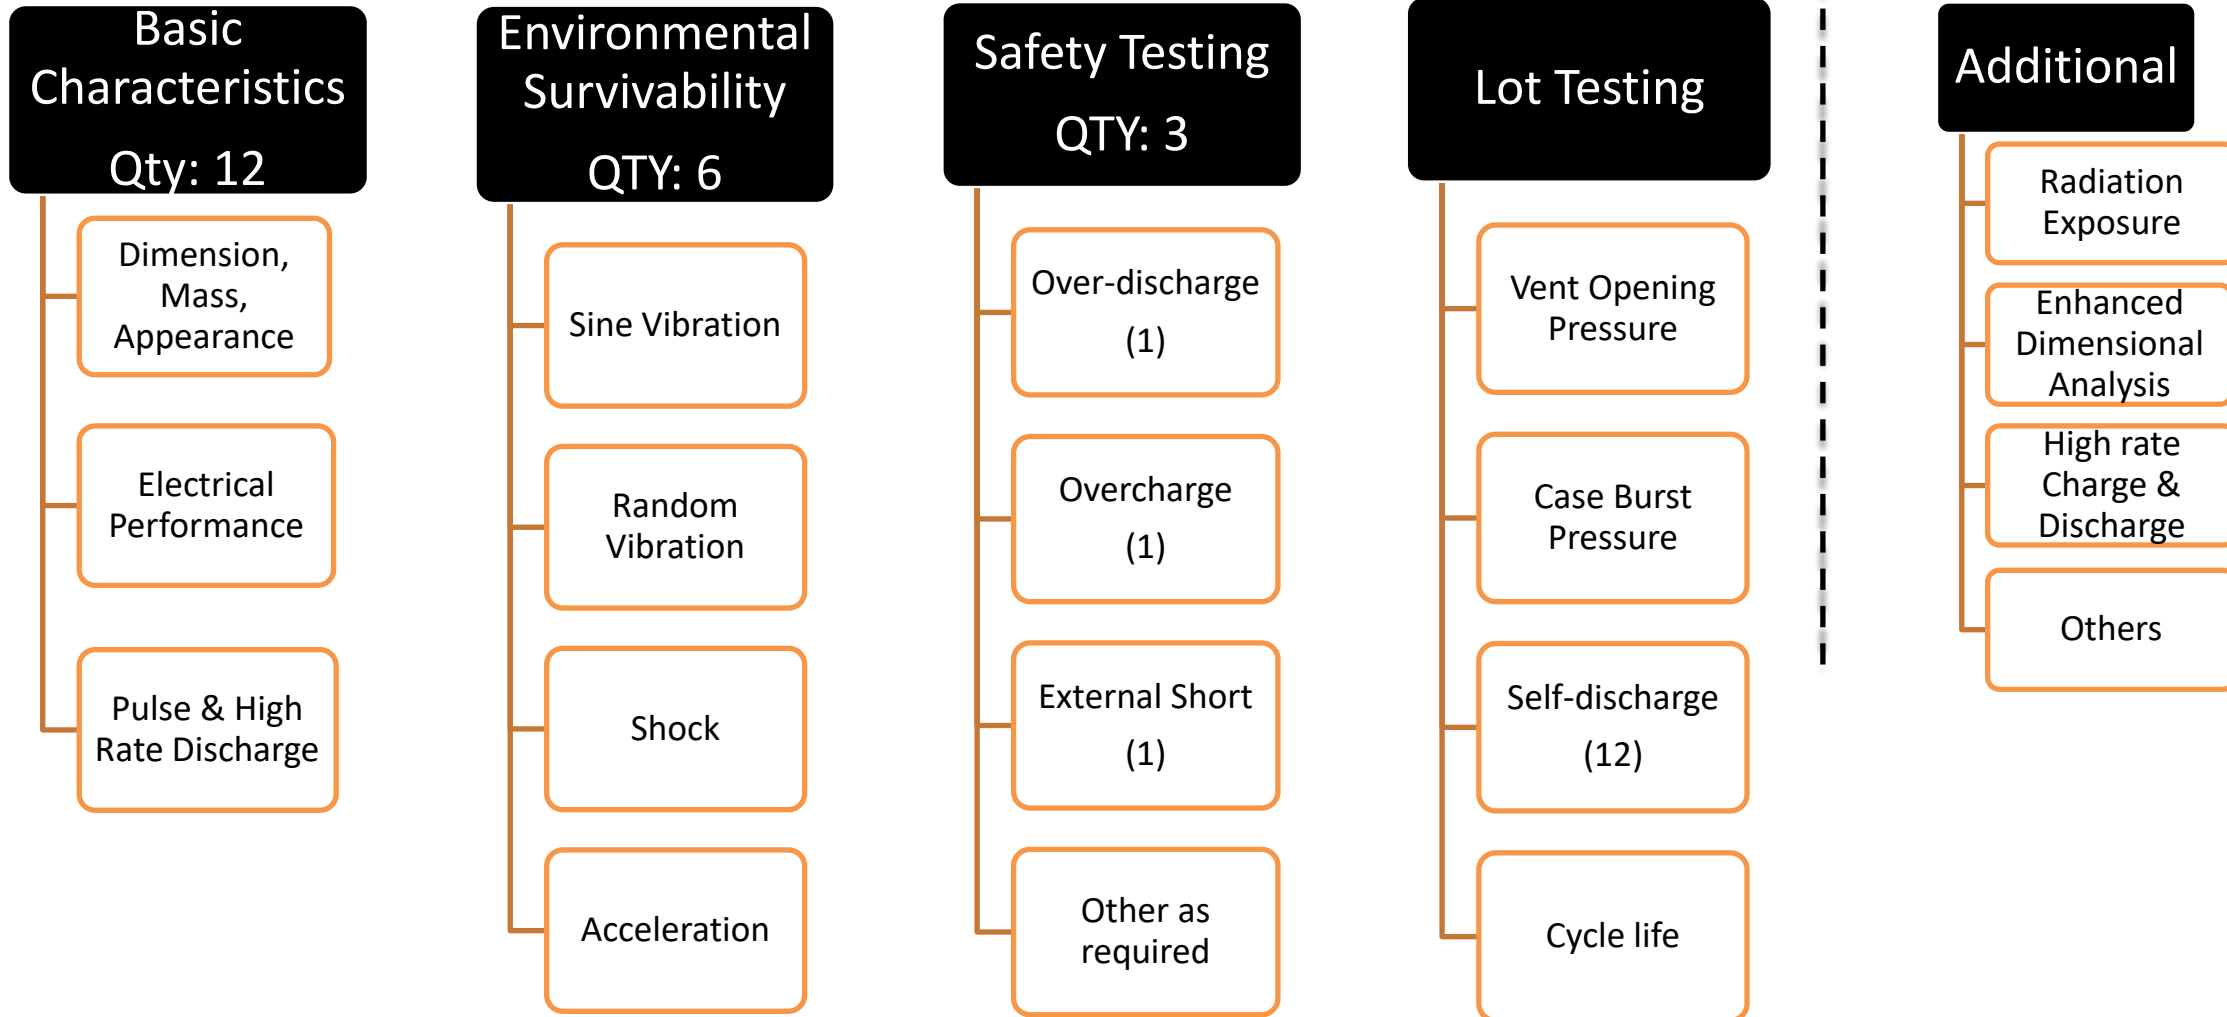 Basic
Characteristics
Qty: 12
Dimension,
Mass,
Appearance
Electrical
Performance
Pulse & High
Rate Discharge
Environmental
Survivability
QTY: 6
Sine Vibration
Random
Vibration
Shock
Acceleration
Safety Testing
QTY: 3
Over-discharge
(1)
Overcharge
(1)
External Short
(1)
Other as
required
Lot Testing
Vent Opening
Pressure
Case Burst
Pressure
Self-discharge
(12)
Cycle life
Additional
Radiation
Exposure
Enhanced
Dimensional
Analysis
High rate
Charge &
Discharge
Others